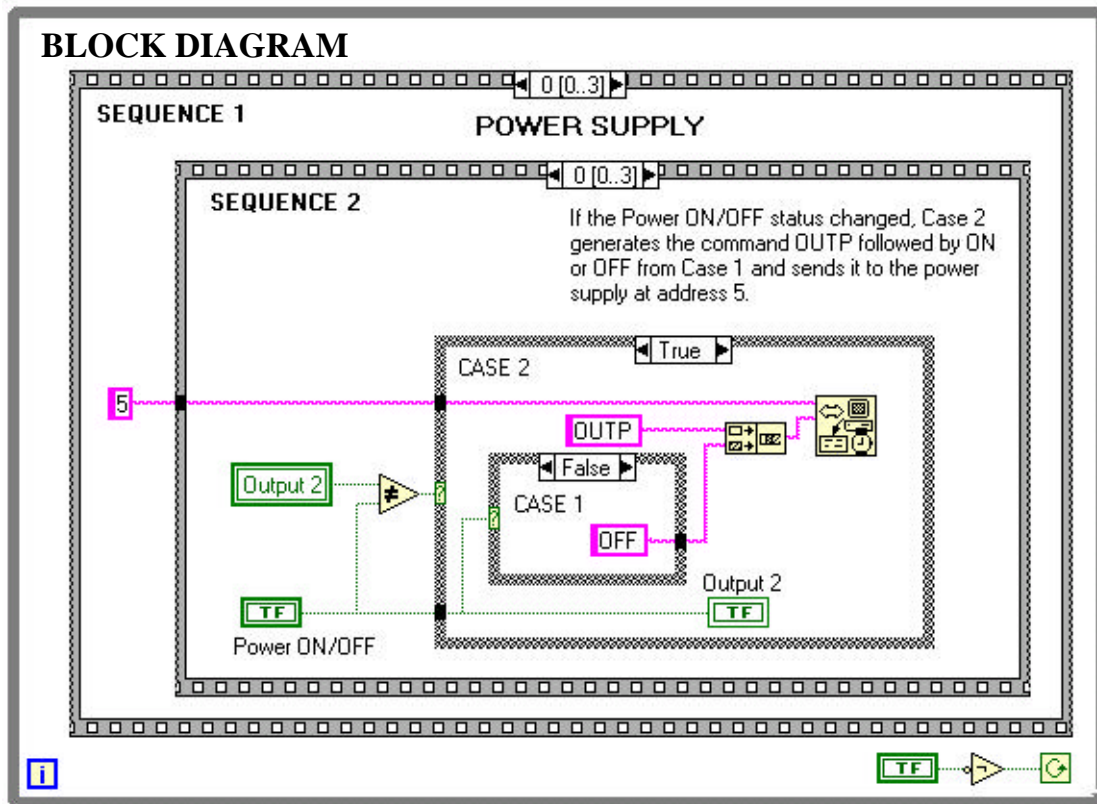 BLOCK DIAGRAM
0 [0..3]
SEQUENCE 1
POWER SUPPLY
0 [0..3]
SEQUENCE 2
If the Power ON/OFF status changed, Case 2
generates the command OUTP followed by ON
or OFF from Case 1 and sends it to the power
supply at address 5.
True
CASE 2
5
OUTP
False
Output 2
≠
?
?
CASE 1
OFF
Output 2
TF
TF
Power ON/OFF
i
TF